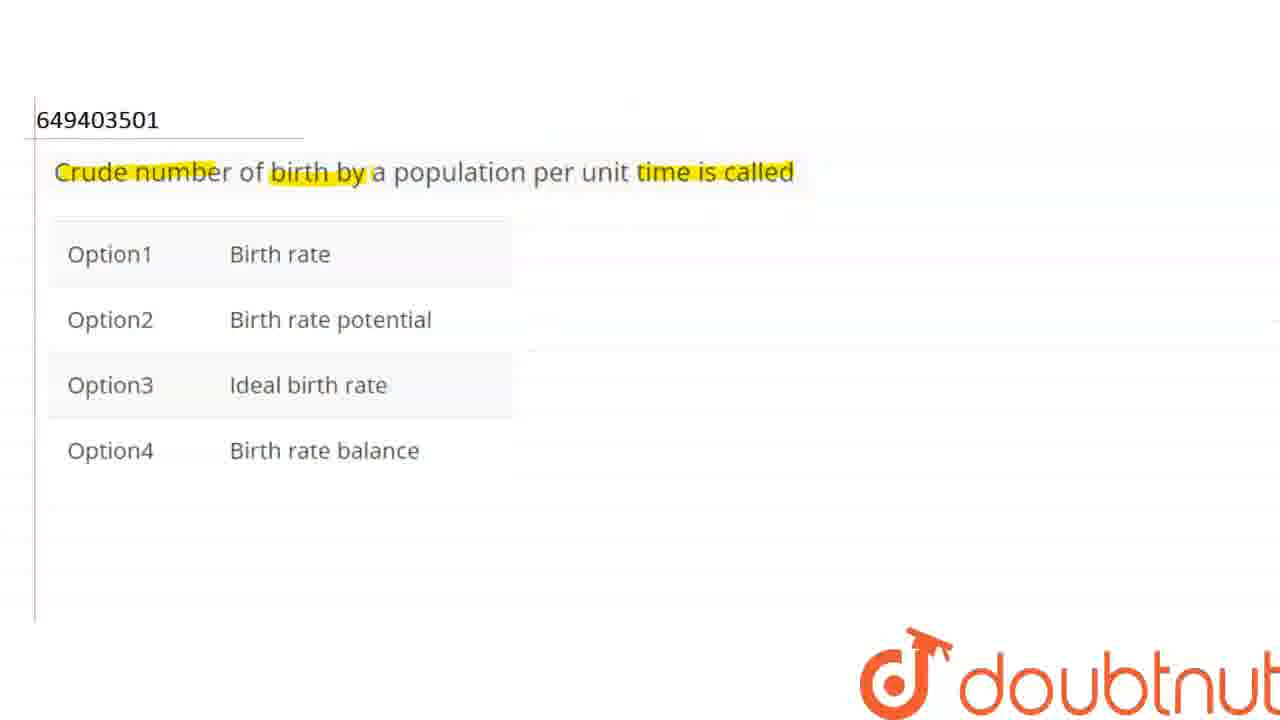 649403501
Crude number of birth by a population per unit time is called
Option1 Birth rate
Option2 Birth rate potential
Option3 Ideal birth rate
Option4 Birth rate balance
doubtnut